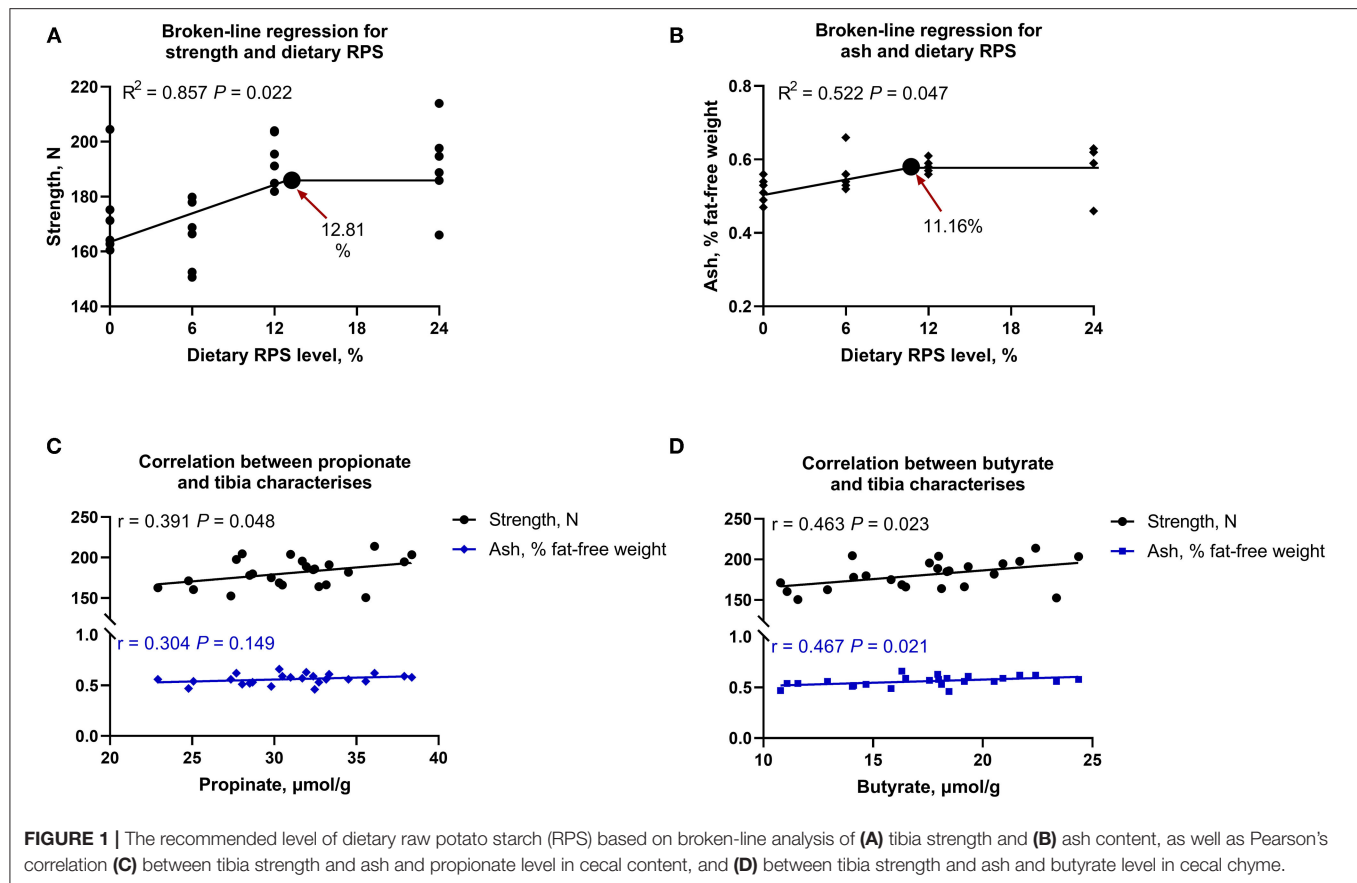 A
Broken-line regression for
strength and dietary RPS
R² = 0.857 P = 0.022
220
200
180
160
140
Strength, N
12.81
%
0 6 12 18 24
Dietary RPS level, %
B
Broken-line regression for
ash and dietary RPS
R² = 0.522 P = 0.047
0.8
0.6
0.4
0.2
Ash, % fat-free weight
11.16%
0 6 12 18 24
Dietary RPS level, %
C
Correlation between propionate
and tibia characterises
250
200
150
1.0
0.5
0.0
r = 0.391 P = 0.048
r = 0.304 P = 0.149
Strength, N
Ash, % fat-free weight
20 25 30 35 40
Propinate, μmol/g
D
Correlation between butyrate
and tibia characterises
250
200
150
1.0
0.5
0.0
r = 0.463 P = 0.023
r = 0.467 P = 0.021
Strength, N
Ash, % fat-free weight
10 15 20 25
Butyrate, μmol/g
FIGURE 1 | The recommended level of dietary raw potato starch (RPS) based on broken-line analysis of (A) tibia strength and (B) ash content, as well as Pearson's
correlation (C) between tibia strength and ash and propionate level in cecal content, and (D) between tibia strength and ash and butyrate level in cecal chyme.